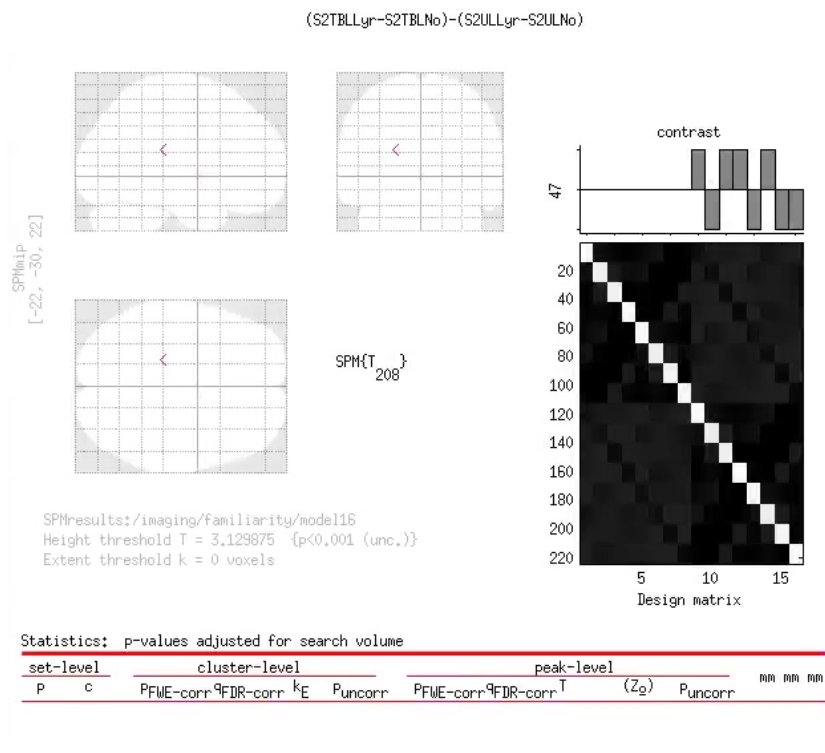 (S2TBLLyr-S2TBLNo)-(S2ULLyr-S2ULNo)
SPMmip
[-22, -30, 22]
SPM{T208}
contrast
47
20
40
60
80
100
120
140
160
180
200
220
5 10 15
Design matrix
SPMresults:/imaging/familiarity/model16
Height threshold T = 3.129875 {p<0.001 (unc.)}
Extent threshold k = 0 voxels
Statistics: p-values adjusted for search volume
set-level cluster-level peak-level
p c PFWE-corr qFDR-corr kE Puncorr PFWE-corr qFDR-corr T (Zo) Puncorr mm mm mm